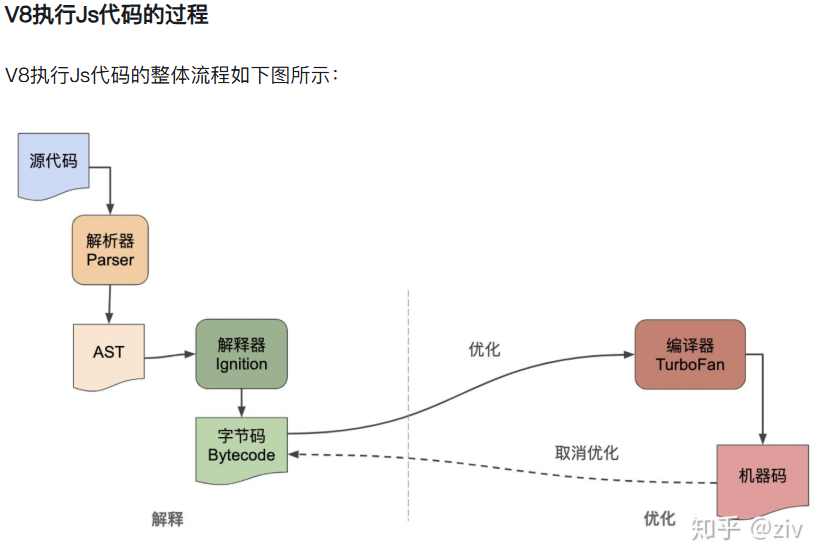 V8执行Js代码的过程
V8执行Js代码的整体流程如下图所示：
源代码
解析器
Parser
AST
解释器
Ignition
字节码
Bytecode
解释
优化
编译器
TurboFan
取消优化
机器码
优化
知乎 @ziv